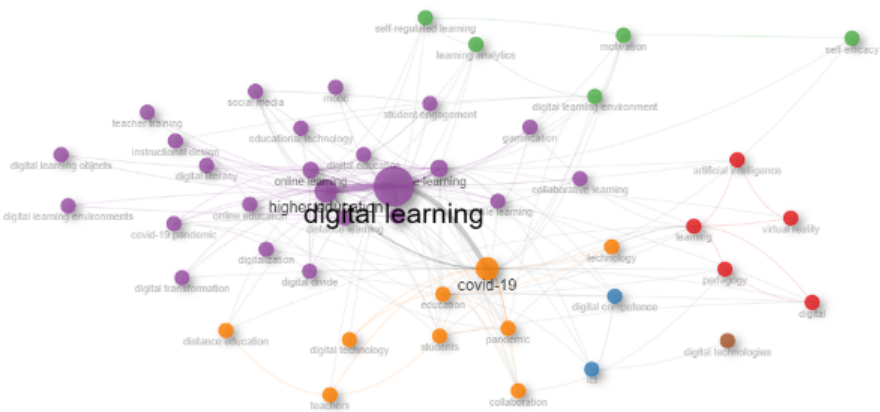 self-regulated learning
motivation
self-efficacy
learning analytics
mooc
social media
student engagement
digital learning environment
teacher training
educational technology
gamification
instructional design
digital learning objects
digital education
artificial intelligence
digital literacy
online learning
e-learning
collaborative learning
higher education
digital learning
learning
digital learning environments
online education
covid-19 pandemic
distance learning
virtual reality
learning
digitalization
technology
digital transformation
digital divide
covid-19
pedagogy
education
digital competence
digital
distance education
digital technology
students
pandemic
digital technologies
ict
teachers
collaboration